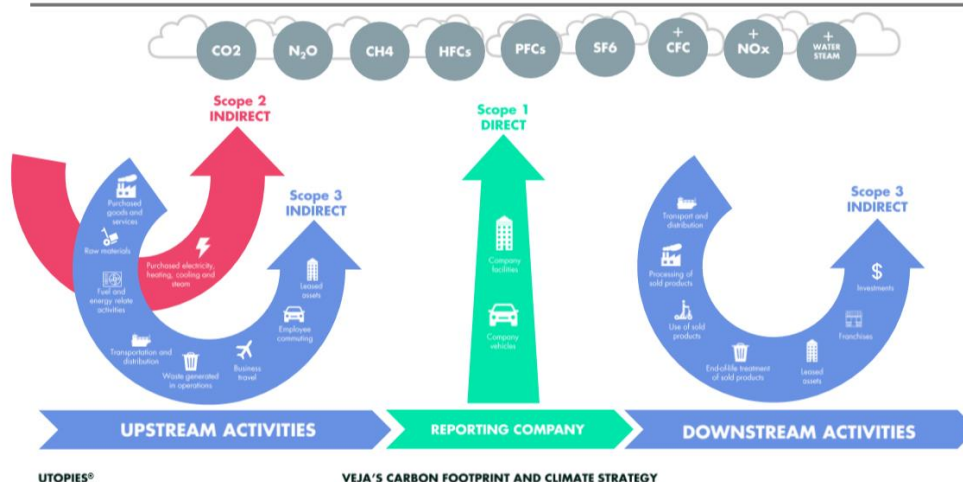 CO2
N2O
CH4
HFCs
PFCs
SF6
+
CFC
+
NOx
+
WATER
STEAM
Scope 2
INDIRECT
Scope 1
DIRECT
Scope 3
INDIRECT
Scope 3
INDIRECT
Purchased
goods and
services
Raw materials
Fuel and
energy relate
activities
Transportation and
distribution
Waste generated
in operations
Business
travel
Employee
commuting
Leased
assets
Purchased electricity,
heating, cooling and
steam
Company
facilities
Company
vehicles
Transport and
distribution
Processing of
sold products
Use of sold
products
End-of-life treatment
of sold products
Leased
assets
Franchises
$
Investments
UPSTREAM ACTIVITIES
REPORTING COMPANY
DOWNSTREAM ACTIVITIES
UTOPIES®
VEJA'S CARBON FOOTPRINT AND CLIMATE STRATEGY